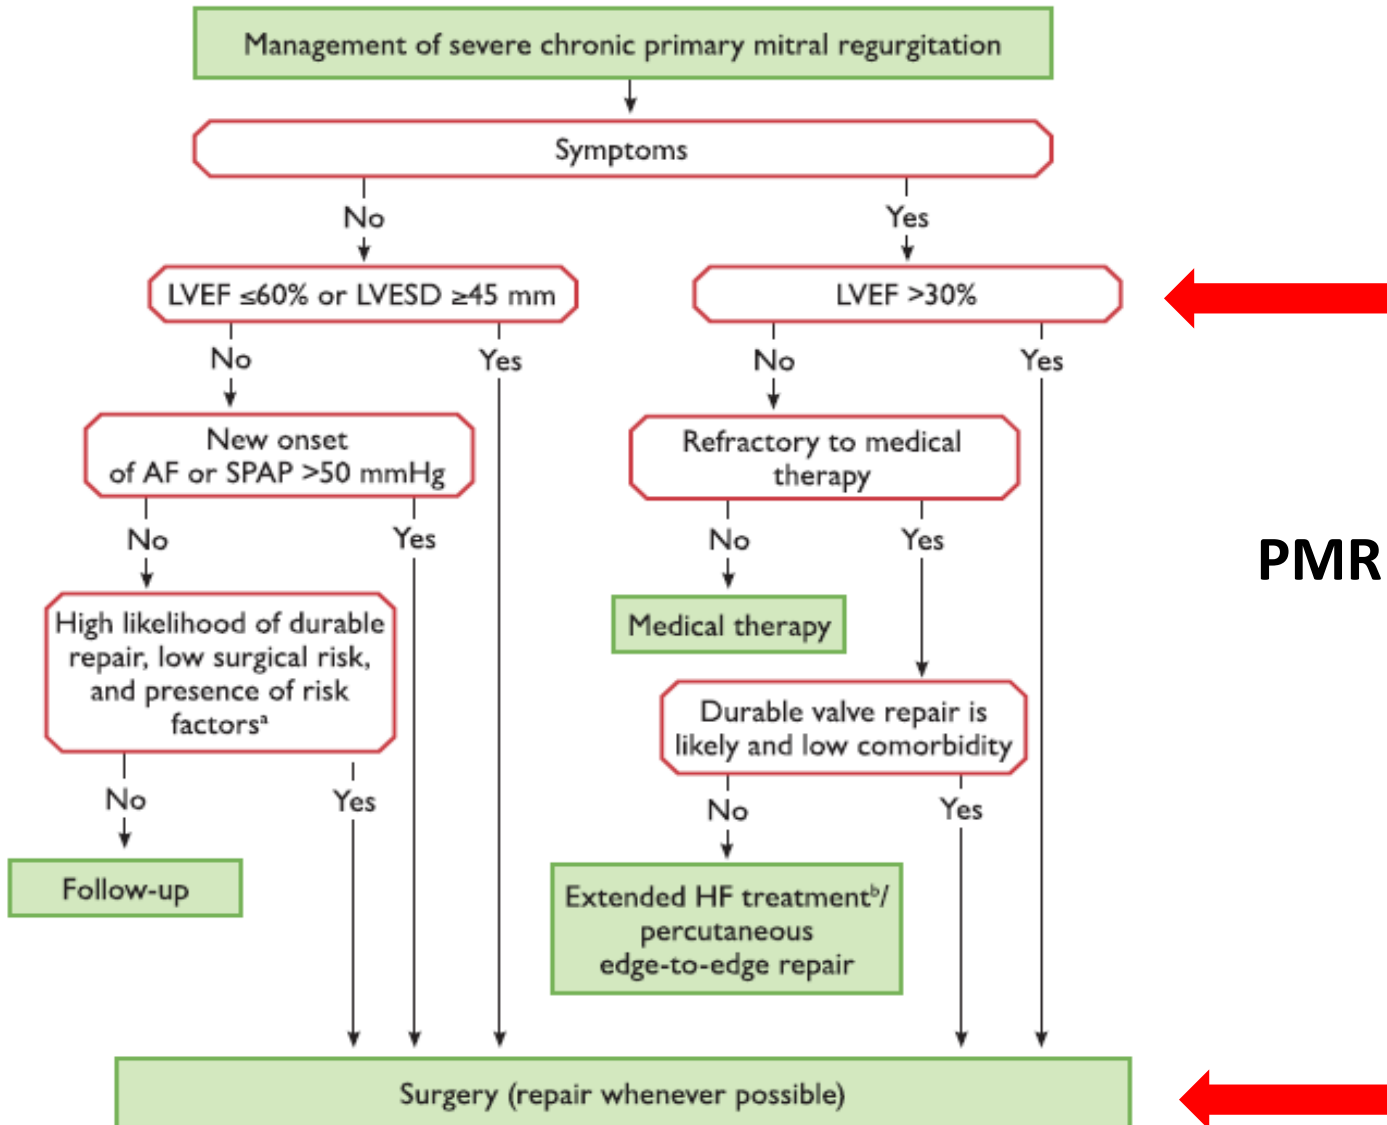 Management of severe chronic primary mitral regurgitation
Symptoms
No
Yes
LVEF ≤60% or LVESD ≥45 mm
LVEF >30%
No
Yes
No
Yes
New onset
of AF or SPAP >50 mmHg
Refractory to medical
therapy
No
Yes
No
Yes
PMR
High likelihood of durable
repair, low surgical risk,
and presence of risk
factorsᵃ
Medical therapy
Durable valve repair is
likely and low comorbidity
No
Yes
No
Yes
Follow-up
Extended HF treatmentᵇ/
percutaneous
edge-to-edge repair
Surgery (repair whenever possible)